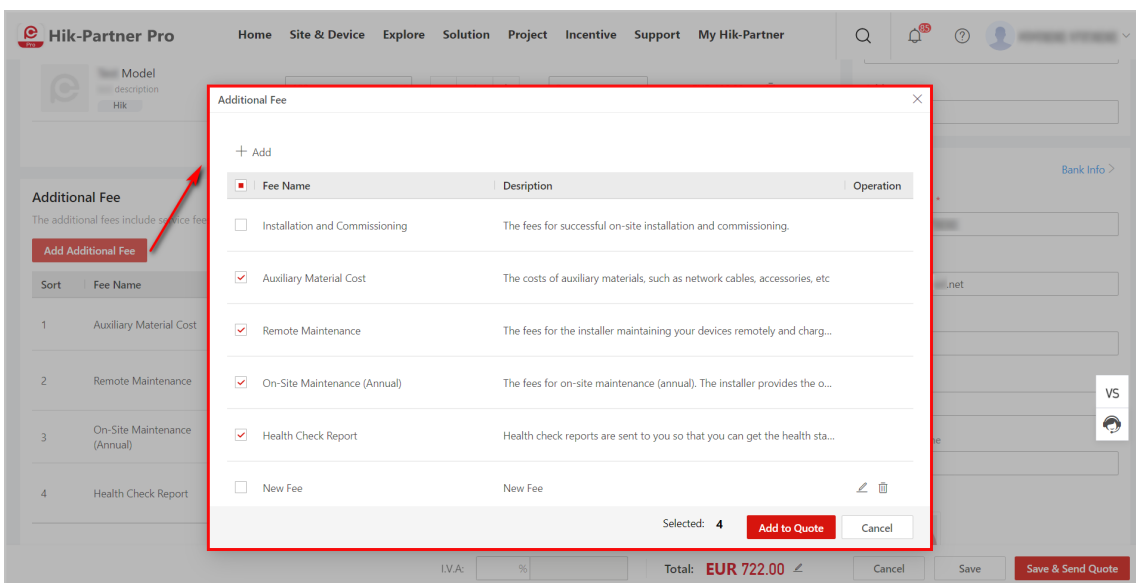 Hik-Partner Pro
Home Site & Device Explore Solution Project Incentive Support My Hik-Partner
85
Pro
Model
description
Hik
Additional Fee
The additional fees include service fee
Add Additional Fee
Sort Fee Name
1 Auxiliary Material Cost
2 Remote Maintenance
3 On-Site Maintenance
(Annual)
4 Health Check Report
Additional Fee
Add
Fee Name Desription Operation
Installation and Commissioning The fees for successful on-site installation and commissioning.
Auxiliary Material Cost The costs of auxiliary materials, such as network cables, accessories, etc
Remote Maintenance The fees for the installer maintaining your devices remotely and charg...
On-Site Maintenance (Annual) The fees for on-site maintenance (annual). The installer provides the o...
Health Check Report Health check reports are sent to you so that you can get the health sta...
New Fee New Fee
Selected: 4 Add to Quote Cancel
Bank Info >
*
.net
VS
I.V.A: % Total: EUR 722.00 Cancel Save Save & Send Quote